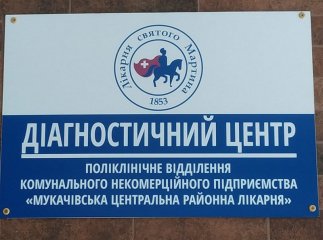 Лікарня святого Мартина
1853
ДІАГНОСТИЧНИЙ ЦЕНТР
ПОЛІКЛІНІЧНЕ ВІДДІЛЕННЯ
КОМУНАЛЬНОГО НЕКОМЕРЦІЙНОГО ПІДПРИЄМСТВА
«МУКАЧІВСЬКА ЦЕНТРАЛЬНА РАЙОННА ЛІКАРНЯ»